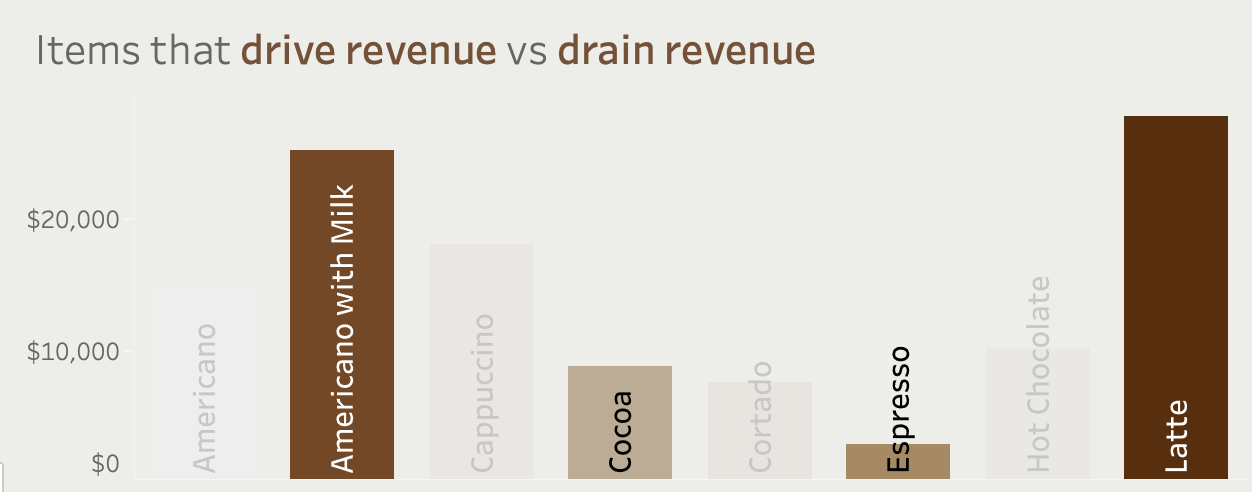 Items that drive revenue vs drain revenue
$20,000
$10,000
$0
Americano
Americano with Milk
Cappuccino
Cocoa
Cortado
Espresso
Hot Chocolate
Latte